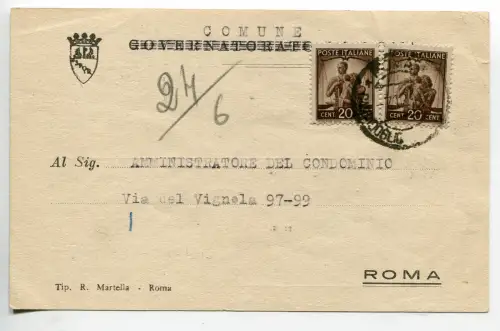 COMUNE
GOVERNATORATO
POSTE ITALIANE POSTE ITALIANE
CENT 20 CENT 20
24/6
Al Sig. AMMINISTRATORE DEL CONDOMINIO
Via del Vignola 97-99
ROMA
Tip. R. Martella - Roma